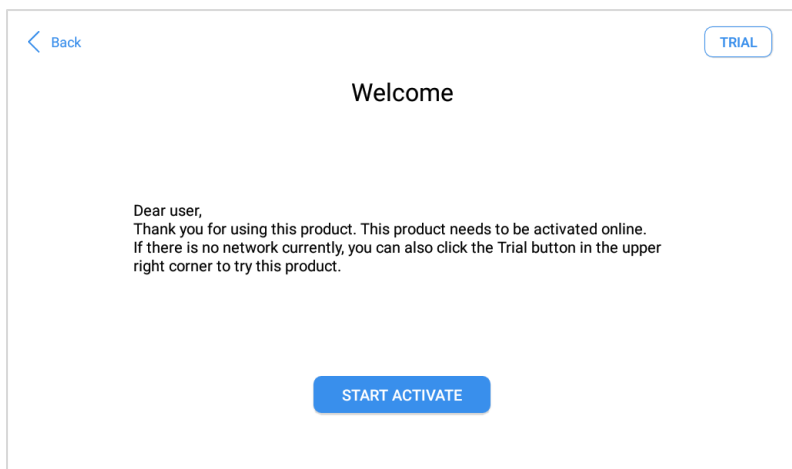 Back
TRIAL
Welcome
Dear user,
Thank you for using this product. This product needs to be activated online.
If there is no network currently, you can also click the Trial button in the upper
right corner to try this product.
START ACTIVATE